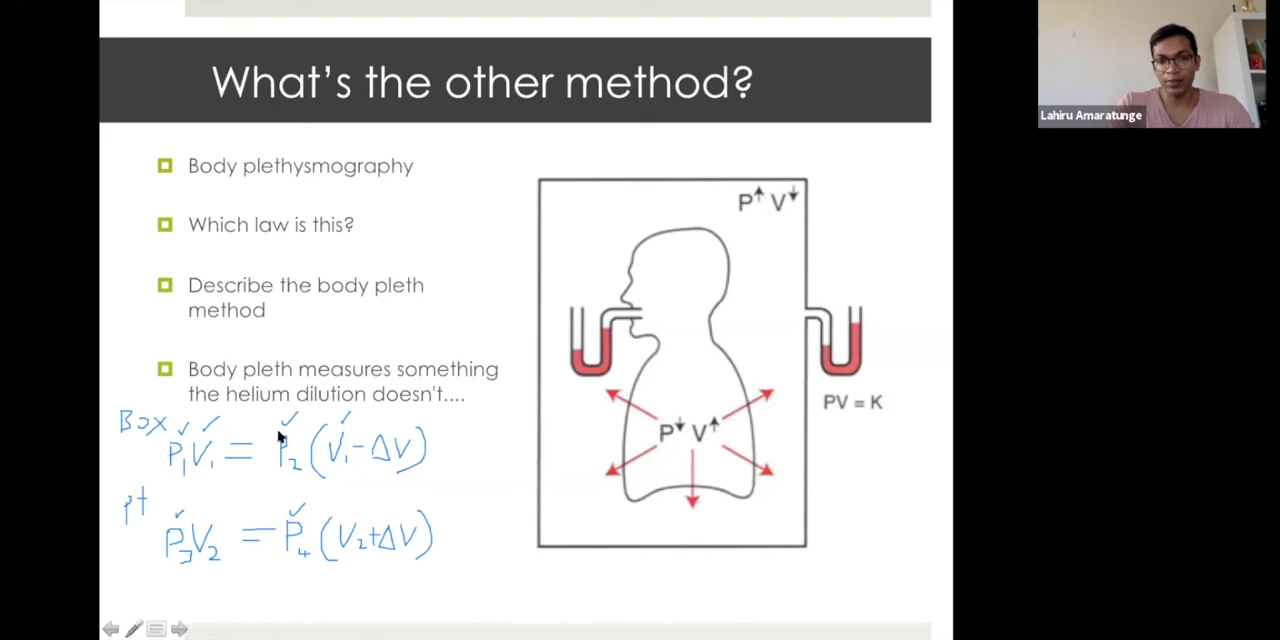 What's the other method?
Lahiru Amaratunge
Body plethysmography
Which law is this?
Describe the body pleth
method
Body pleth measures something
the helium dilution doesn't....
Box
P₁V₁ = P₂ (V₁ - ΔV)
pt
P₃V₂ = P₄ (V₂ + ΔV)
P↑ V↓
PV = K
P↓ V↑